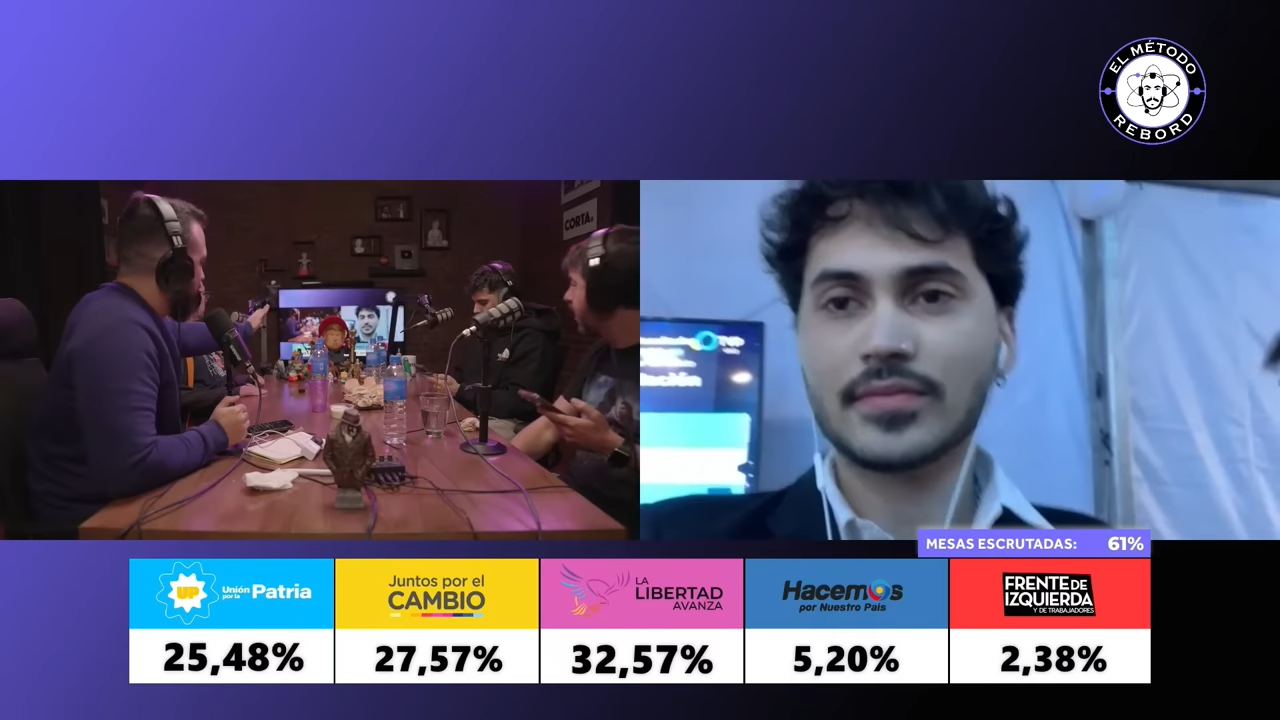 EL MÉTODO
REBORD
CORTA.
ución
MESAS ESCRUTADAS: 61%
UP Unión
por la Patria
Juntos por el
CAMBIO
LA
LIBERTAD
AVANZA
Hacemos
por Nuestro País
FRENTE DE
IZQUIERDA
Y DE TRABAJADORES
25,48%
27,57%
32,57%
5,20%
2,38%